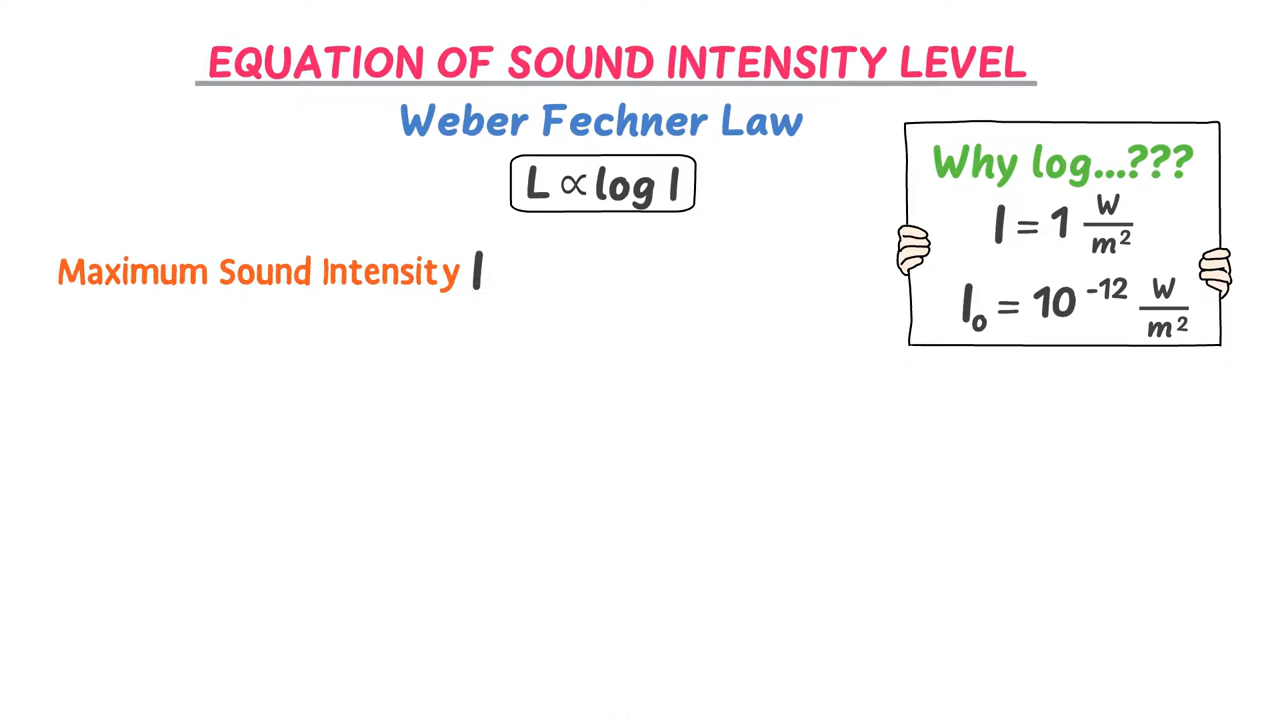 EQUATION OF SOUND INTENSITY LEVEL
Weber Fechner Law
L ∝ log I
Maximum Sound Intensity I
Why log...???
I = 1 W/m²
I₀ = 10⁻¹² W/m²